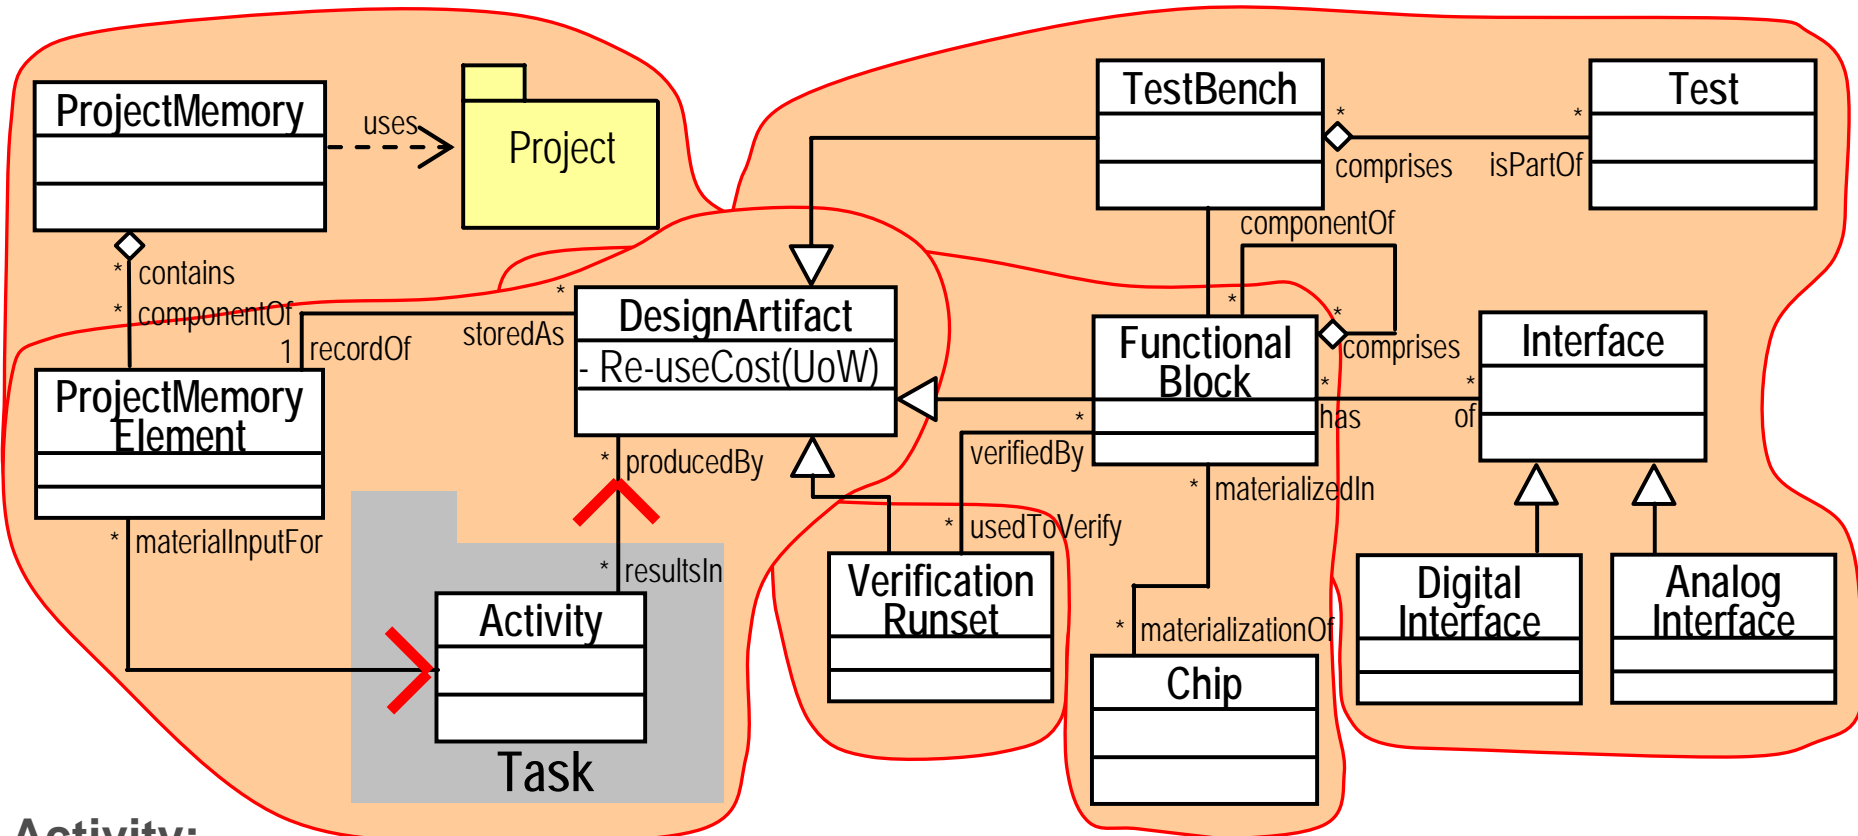 ProjectMemory
uses
Project
TestBench
*
comprises
*
isPartOf
Test
*
contains
*
componentOf
1
recordOf
*
storedAs
DesignArtifact
- Re-useCost(UoW)
componentOf
*
*
comprises
Functional
Block
*
has
*
of
Interface
ProjectMemory
Element
*
materialInputFor
*
producedBy
*
resultsIn
Activity
Task
*
verifiedBy
*
usedToVerify
Verification
Runset
*
materializedIn
*
materializationOf
Chip
Digital
Interface
Analog
Interface
Activity: